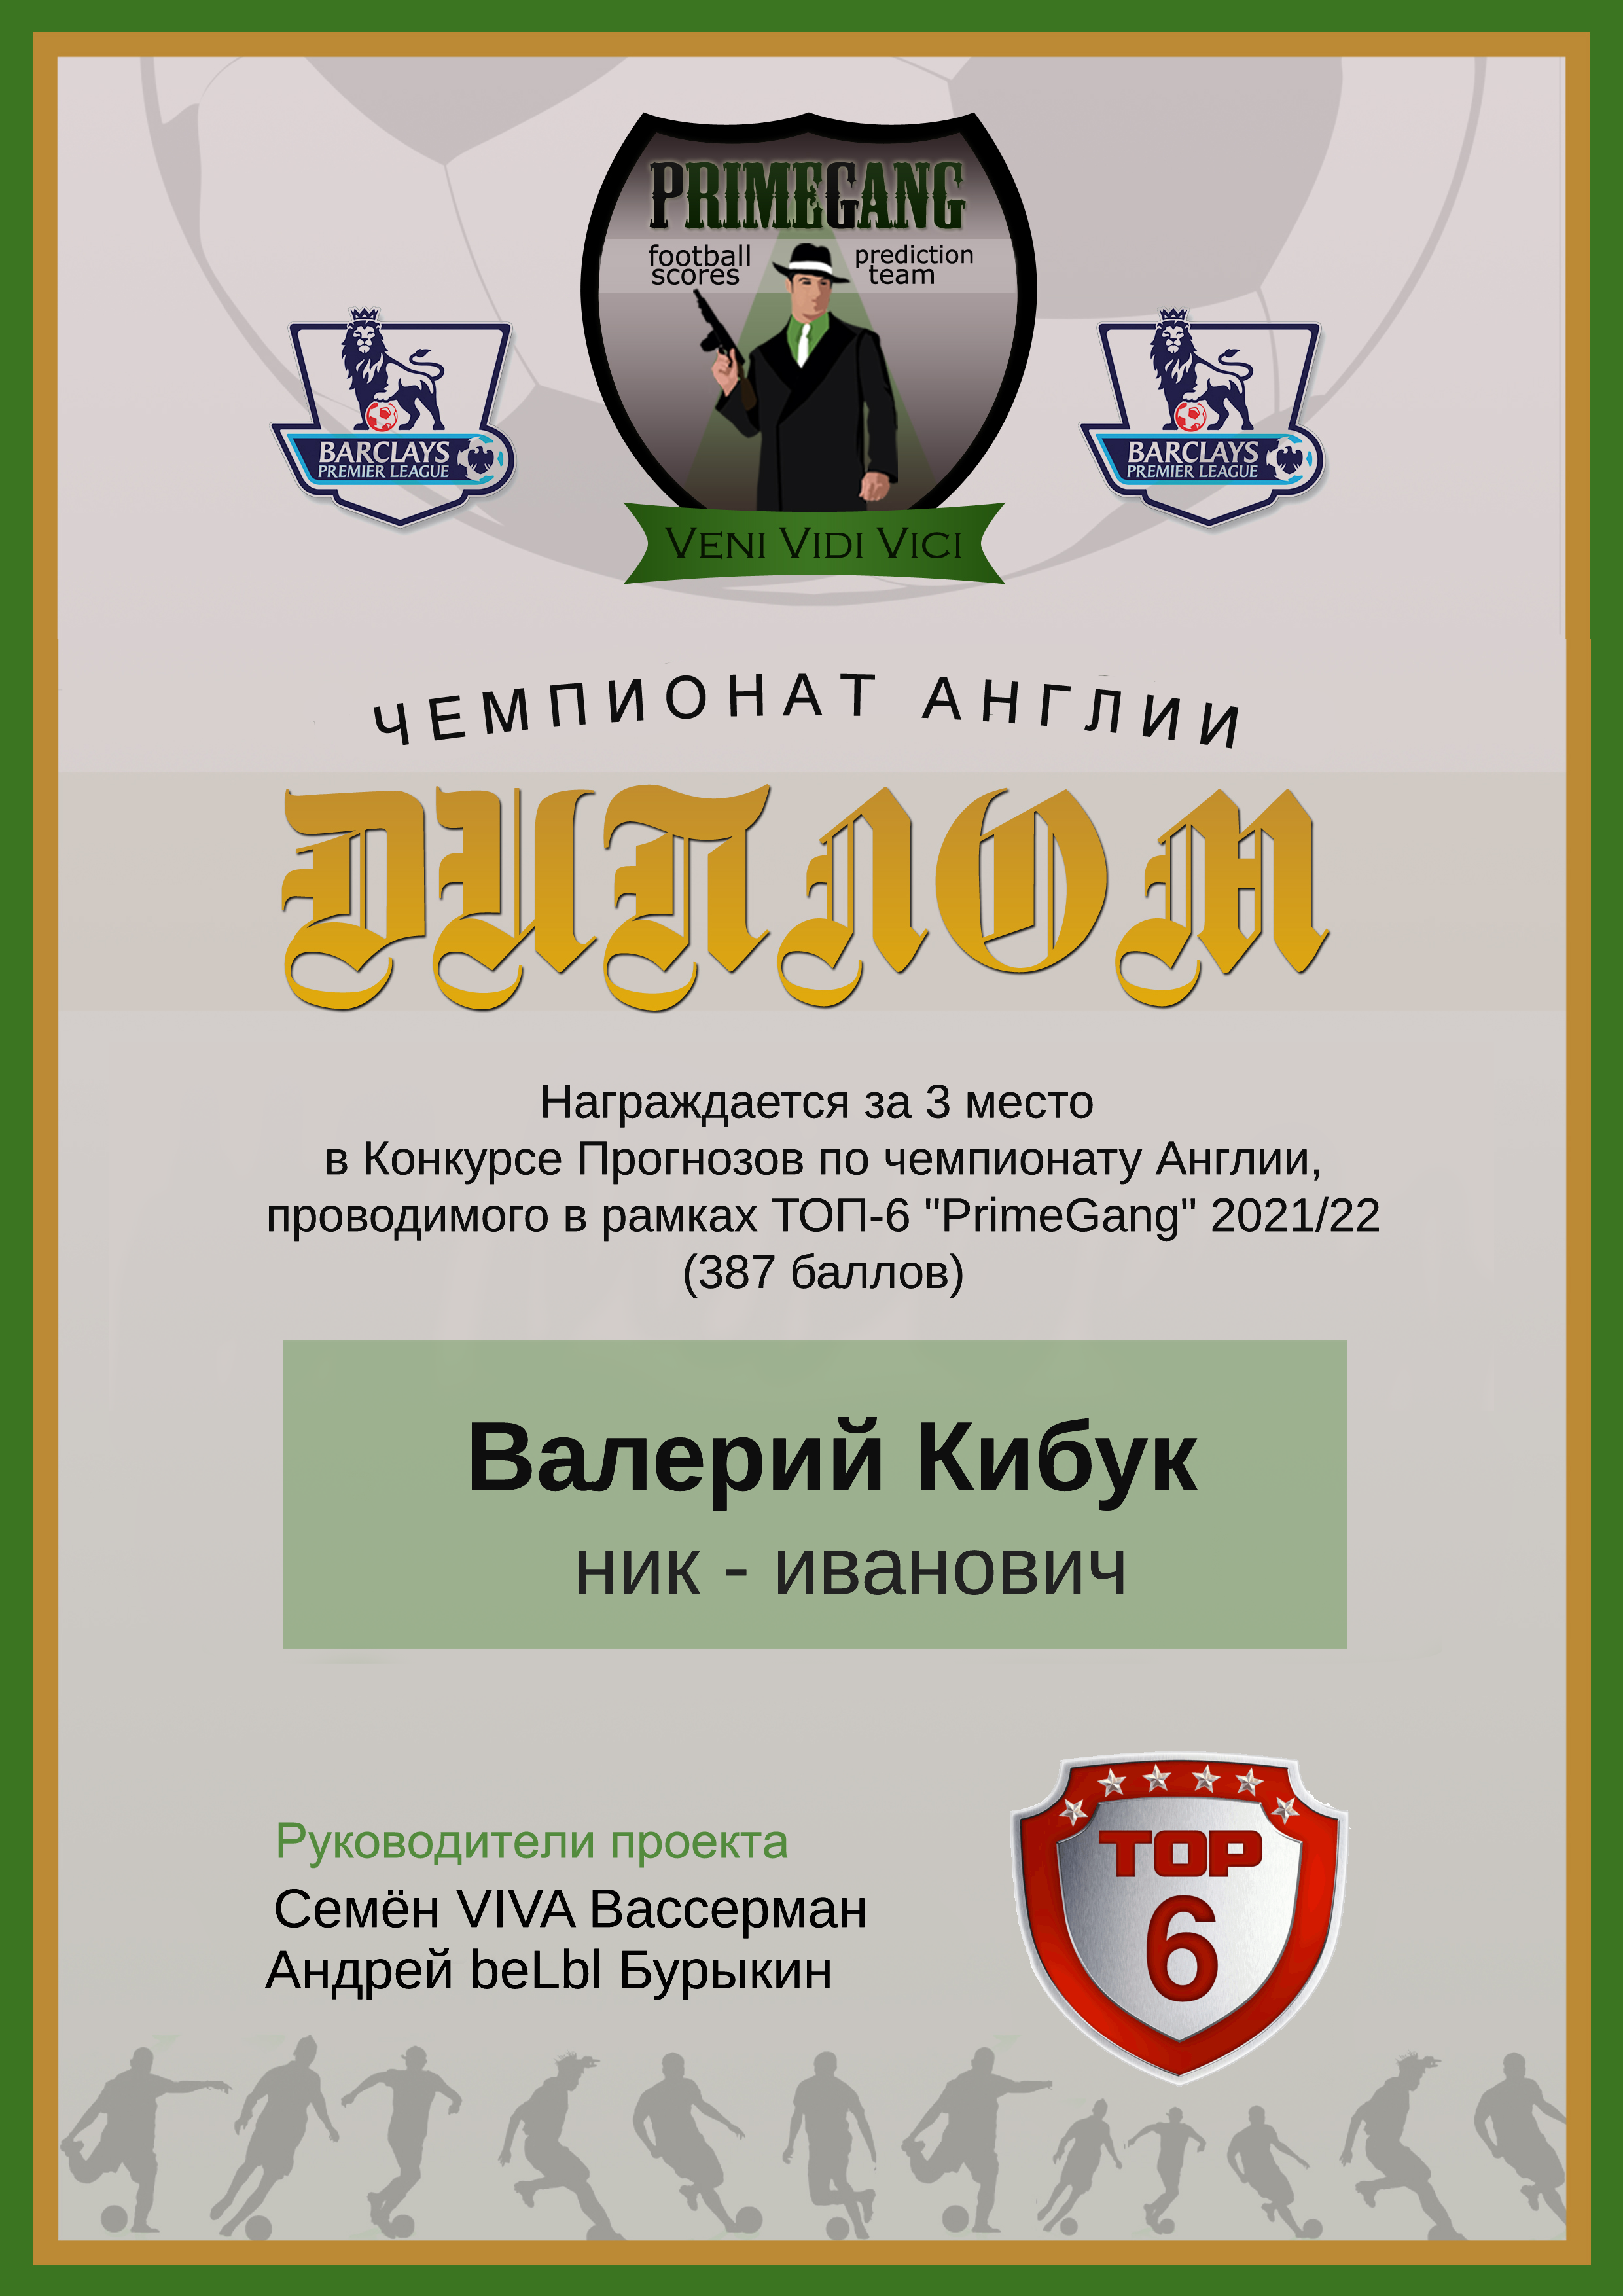 PRIMEGANG
football scores
prediction team
BARCLAYS
PREMIER LEAGUE
BARCLAYS
PREMIER LEAGUE
VENI VIDI VICI
ЧЕМПИОНАТ АНГЛИИ
ДИПЛОМ
Награждается за 3 место
в Конкурсе Прогнозов по чемпионату Англии,
проводимого в рамках ТОП-6 "PrimeGang" 2021/22
(387 баллов)
Валерий Кибук
ник - иванович
Руководители проекта
Семён VIVA Вассерман
Андрей beLbl Бурыкин
TOP
6